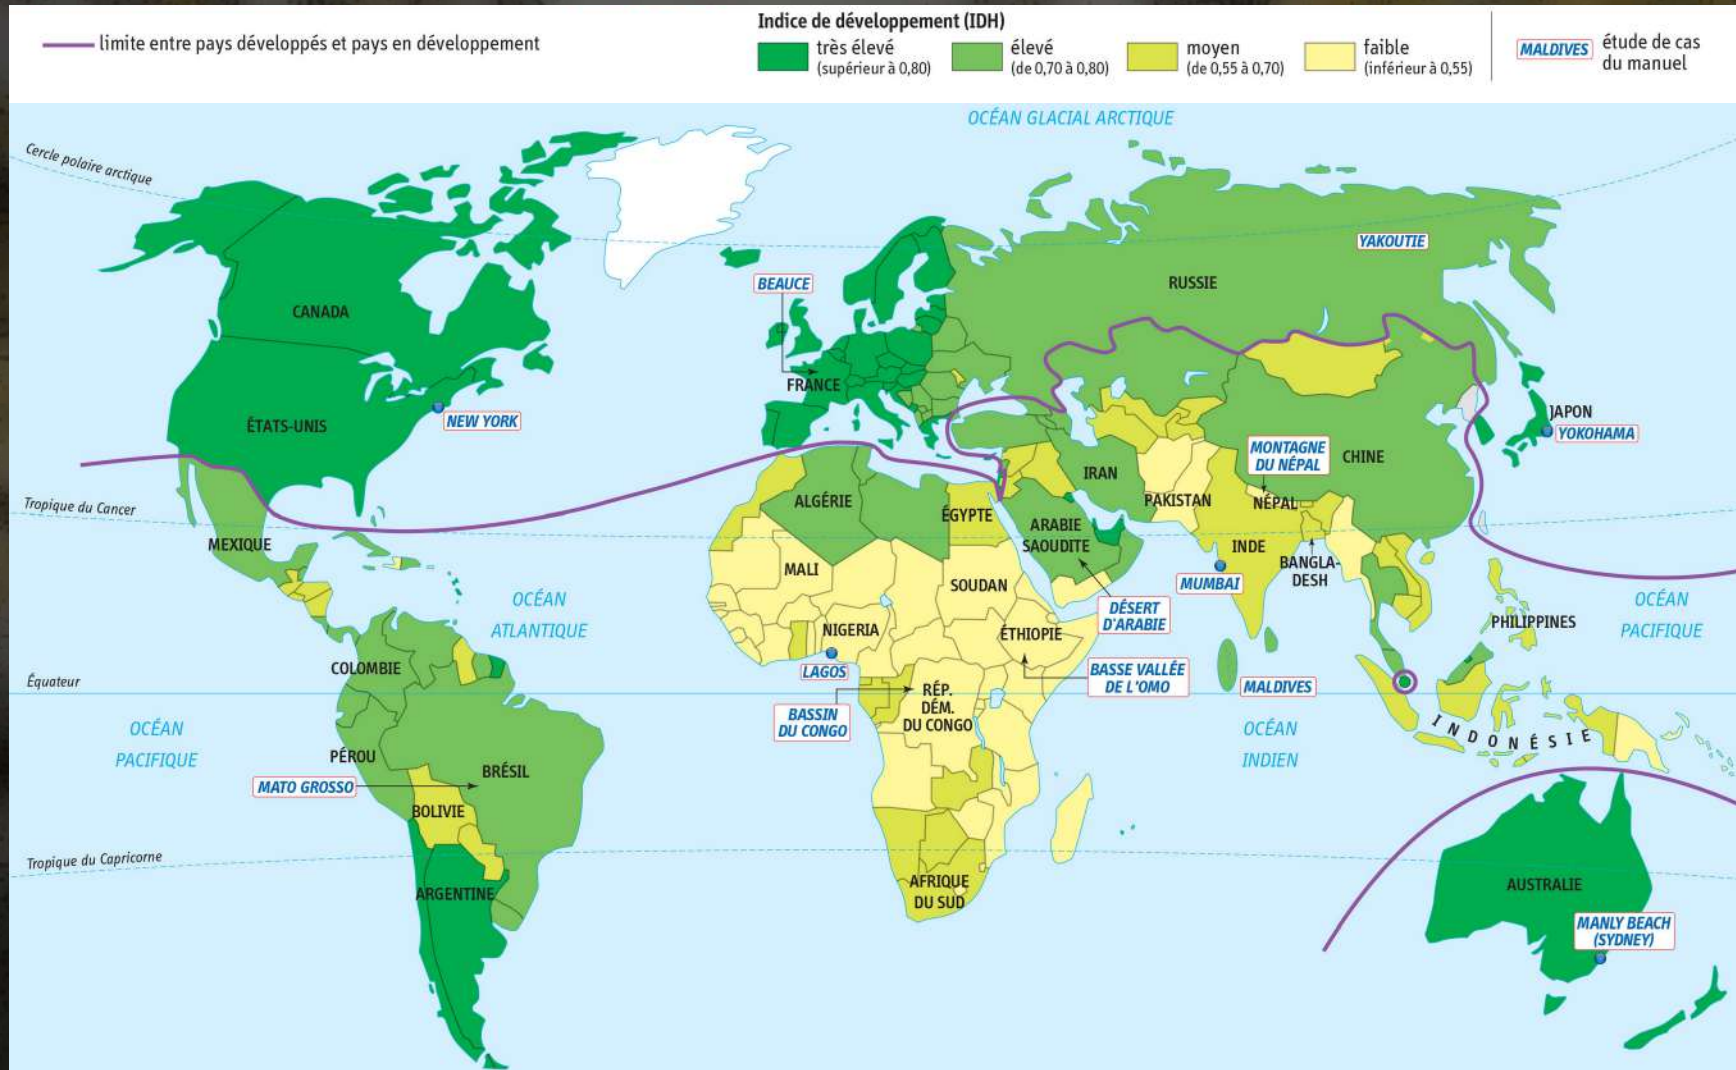 limite entre pays développés et pays en développement
Indice de développement (IDH)
très élevé
(supérieur à 0,80)
élevé
(de 0,70 à 0,80)
moyen
(de 0,55 à 0,70)
faible
(inférieur à 0,55)
MALDIVES
étude de cas
du manuel
OCÉAN GLACIAL ARCTIQUE
Cercle polaire arctique
YAKOUTIE
RUSSIE
BEAUCE
CANADA
FRANCE
ÉTATS-UNIS
NEW YORK
JAPON
YOKOHAMA
MONTAGNE
DU NÉPAL
CHINE
IRAN
PAKISTAN
NÉPAL
Tropique du Cancer
ALGÉRIE
ÉGYPTE
ARABIE
SAOUDITE
INDE
BANGLA-
DESH
MEXIQUE
MALI
SOUDAN
MUMBAI
DÉSERT
D'ARABIE
OCÉAN
ATLANTIQUE
NIGERIA
ÉTHIOPIE
PHILIPPINES
OCÉAN
PACIFIQUE
COLOMBIE
LAGOS
BASSE VALLÉE
DE L'OMO
MALDIVES
Équateur
RÉP.
DÉM.
DU CONGO
BASSIN
DU CONGO
OCÉAN
PACIFIQUE
OCÉAN
INDIEN
INDONÉSIE
PÉROU
BRÉSIL
MATO GROSSO
BOLIVIE
Tropique du Capricorne
ARGENTINE
AFRIQUE
DU SUD
AUSTRALIE
MANLY BEACH
(SYDNEY)